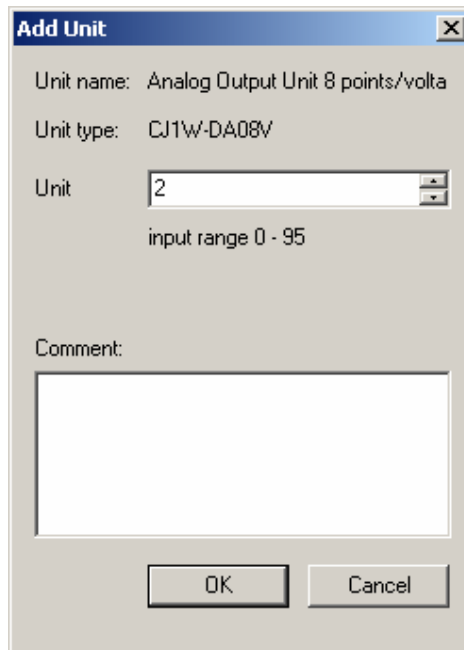 Add Unit
Unit name: Analog Output Unit 8 points/volta
Unit type: CJ1W-DA08V
Unit 2
input range 0 - 95
Comment:
OK Cancel